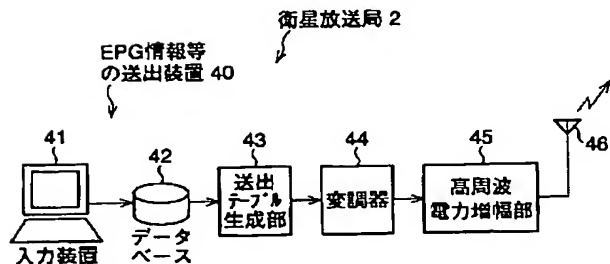 衛星放送局 2
EPG情報等
の送出装置 40
41
42
43
44
45
46
送出
テーブル
生成部
変調器
高周波
電力増幅部
入力装置
データ
ベース